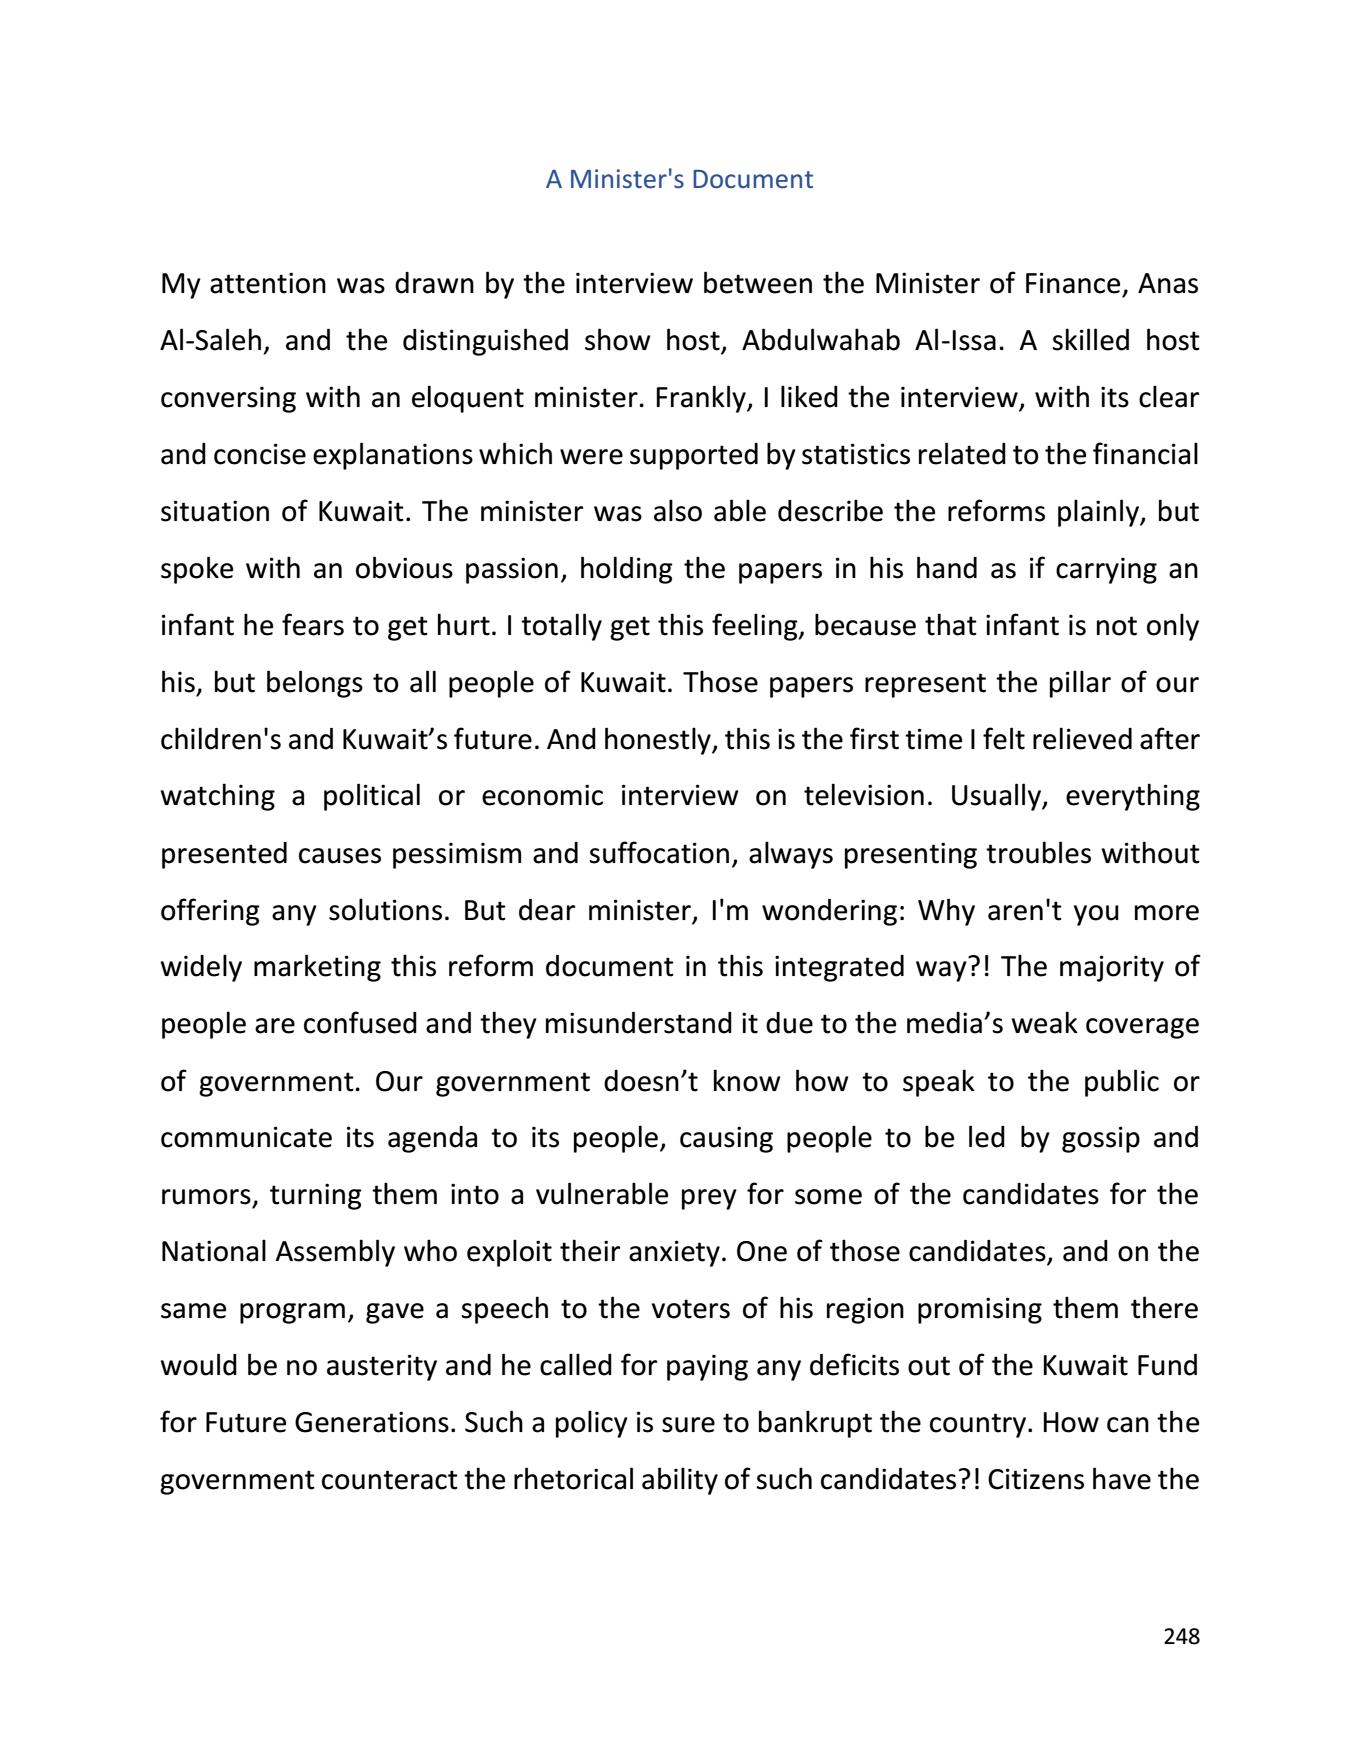 A Minister's Document
My attention was drawn by the interview between the Minister of Finance, Anas
Al-Saleh, and the distinguished show host, Abdulwahab Al-Issa. A skilled host
conversing with an eloquent minister. Frankly, I liked the interview, with its clear
and concise explanations which were supported by statistics related to the financial
situation of Kuwait. The minister was also able describe the reforms plainly, but
spoke with an obvious passion, holding the papers in his hand as if carrying an
infant he fears to get hurt. I totally get this feeling, because that infant is not only
his, but belongs to all people of Kuwait. Those papers represent the pillar of our
children's and Kuwait’s future. And honestly, this is the first time I felt relieved after
watching a political or economic interview on television. Usually, everything
presented causes pessimism and suffocation, always presenting troubles without
offering any solutions. But dear minister, I'm wondering: Why aren't you more
widely marketing this reform document in this integrated way?! The majority of
people are confused and they misunderstand it due to the media’s weak coverage
of government. Our government doesn’t know how to speak to the public or
communicate its agenda to its people, causing people to be led by gossip and
rumors, turning them into a vulnerable prey for some of the candidates for the
National Assembly who exploit their anxiety. One of those candidates, and on the
same program, gave a speech to the voters of his region promising them there
would be no austerity and he called for paying any deficits out of the Kuwait Fund
for Future Generations. Such a policy is sure to bankrupt the country. How can the
government counteract the rhetorical ability of such candidates?! Citizens have the
248